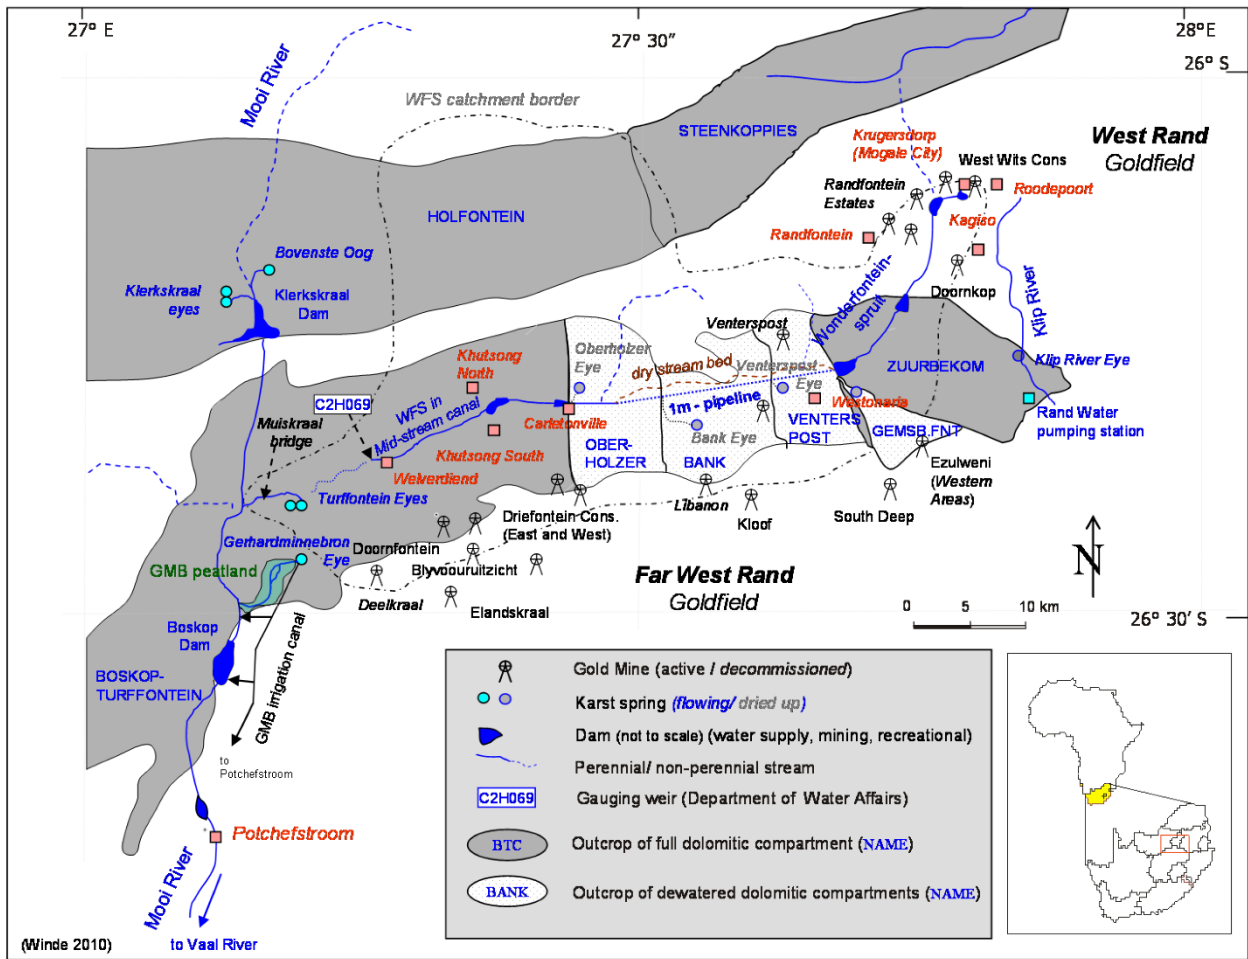 27° E
27° 30"
28°E
26° S
Mooi River
WFS catchment border
STEENKOPPIES
Krugersdorp
(Mogale City)
West Rand
Goldfield
West Wits Cons
Randfontein
Estates
Roodepoort
Kagiso
Randfontein
HOLFONTEIN
Bovenste Oog
Klerkskraal
eyes
Klerkskraal
Dam
Wonderfontein-
spruit
Doornkop
Klip River
Venterspost
Khutsong
North
Oberholzer
Eye
dry stream bed
Venterspost
Eye
ZUURBEKOM
Klip River Eye
C2H069
WFS in
Mid-stream canal
Muiskraal
bridge
Carletonville
1m - pipeline
Westonaria
Rand Water
pumping station
VENTERS
POST
GEMSB.FNT
Khutsong South
OBER-
HOLZER
Bank Eye
BANK
Welverdiend
Ezulweni
(Western
Areas)
Turffontein Eyes
Libanon
Kloof
South Deep
Driefontein Cons.
(East and West)
Gerhardminnebron
Eye
Doornfontein
GMB peatland
Blyvoouruitzicht
Deelkraal
Elandskraal
Far West Rand
Goldfield
N
0 5 10 km
26° 30' S
Boskop
Dam
BOSKOP-
TURFFONTEIN
GMB irrigation canal
to
Potchefstroom
Potchefstroom
Mooi River
to Vaal River
(Winde 2010)
Gold Mine (active / decommissioned)
Karst spring (flowing/ dried up)
Dam (not to scale) (water supply, mining, recreational)
Perennial/ non-perennial stream
C2H069 Gauging weir (Department of Water Affairs)
BTC Outcrop of full dolomitic compartment (NAME)
BANK Outcrop of dewatered dolomitic compartments (NAME)